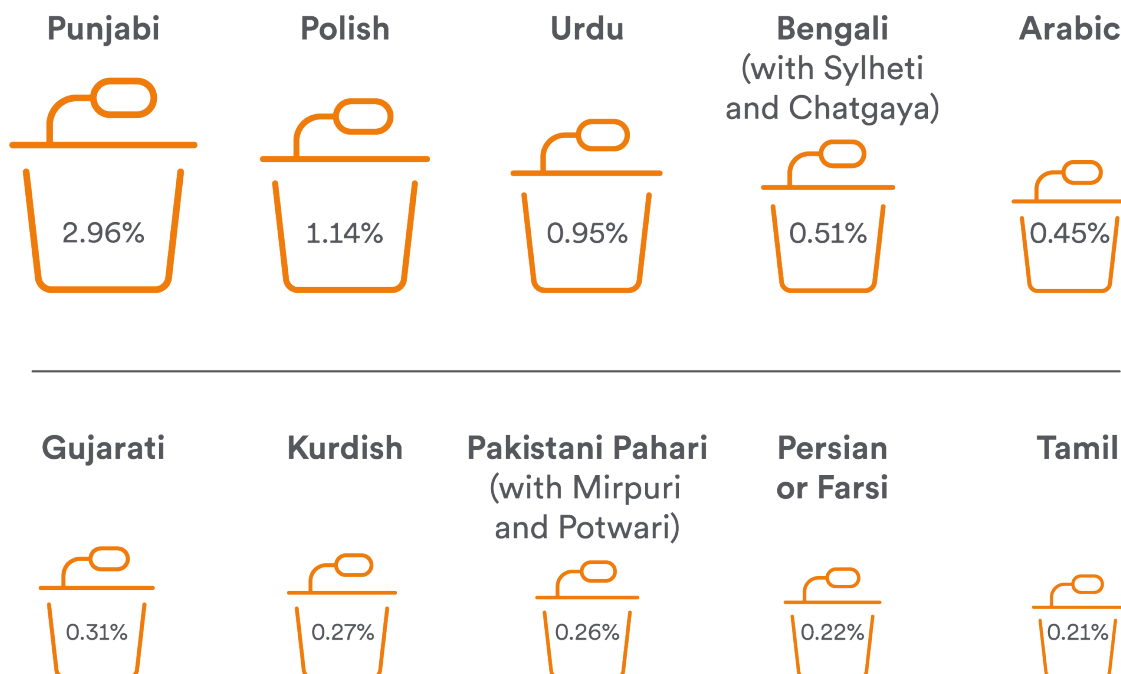 Punjabi
Polish
Urdu
Bengali
(with Sylheti
and Chatgaya)
Arabic
2.96%
1.14%
0.95%
0.51%
0.45%
Gujarati
Kurdish
Pakistani Pahari
(with Mirpuri
and Potwari)
Persian
or Farsi
Tamil
0.31%
0.27%
0.26%
0.22%
0.21%